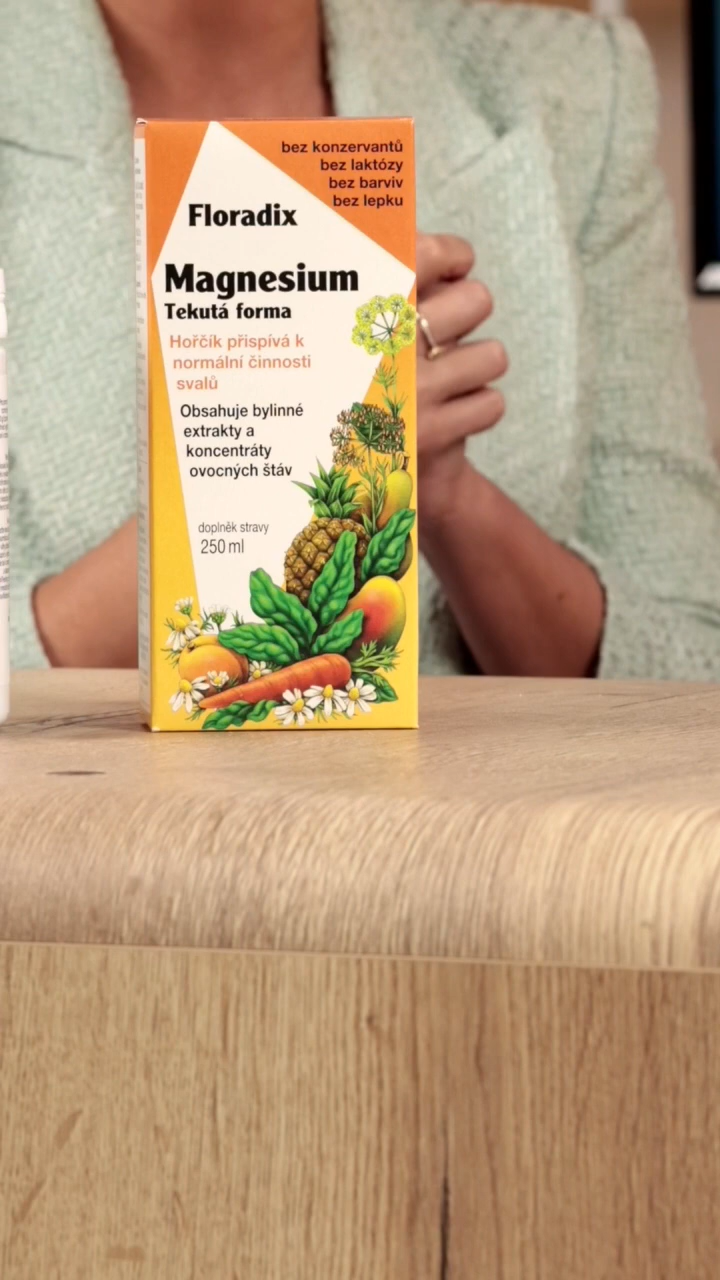 bez konzervantů
bez laktózy
bez barviv
bez lepku
Floradix
Magnesium
Tekutá forma
Hořčík přispívá k
normální činnosti
svalů
Obsahuje bylinné
extrakty a
koncentráty
ovocných štáv
doplněk stravy
250 ml